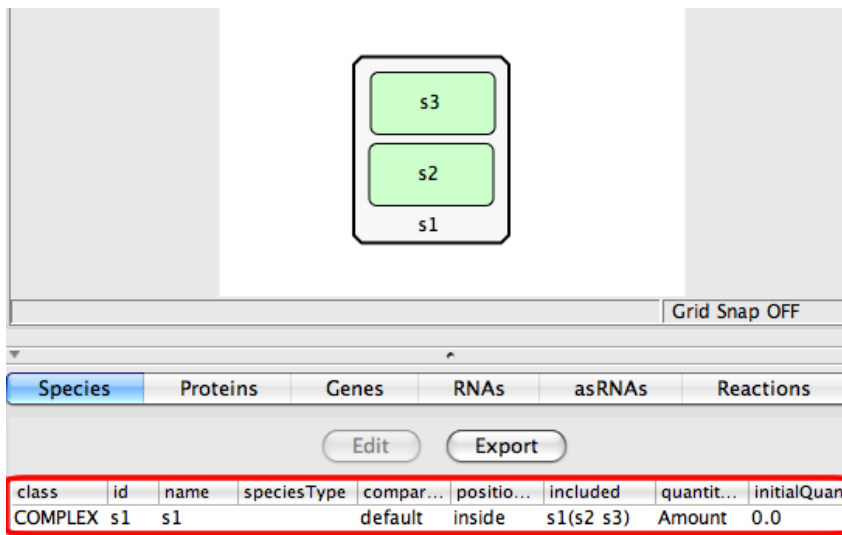 s3
s2
s1
Grid Snap OFF
Species Proteins Genes RNAs asRNAs Reactions
Edit Export
class id name speciesType compar... positio... included quantit... initialQuan
COMPLEX s1 s1 default inside s1(s2 s3) Amount 0.0